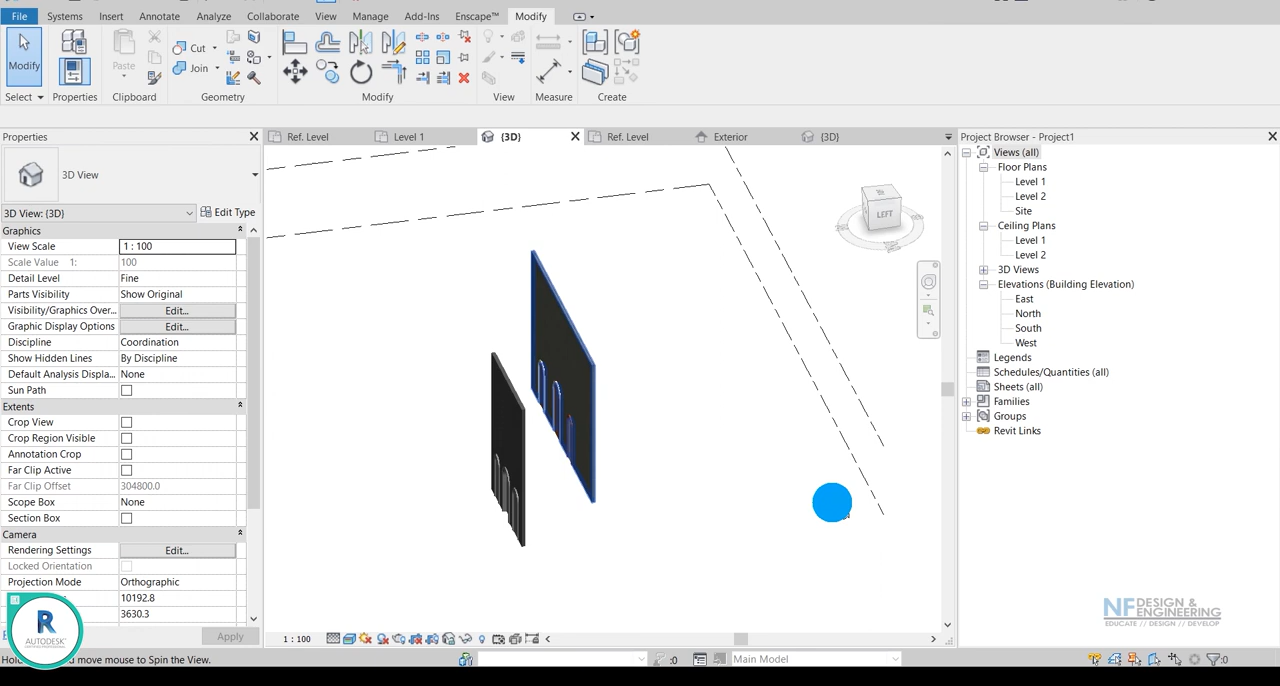 File Systems Insert Annotate Analyze Collaborate View Manage Add-Ins Enscape™ Modify
Modify
Paste
Cut
Join
Select Properties Clipboard Geometry Modify View Measure Create
Properties
Ref. Level Level 1 {3D} Ref. Level Exterior {3D}
Project Browser - Project1
3D View
3D View: {3D} Edit Type
Graphics
View Scale 1 : 100
Scale Value 1: 100
Detail Level Fine
Parts Visibility Show Original
Visibility/Graphics Over... Edit...
Graphic Display Options Edit...
Discipline Coordination
Show Hidden Lines By Discipline
Default Analysis Displa... None
Sun Path
Extents
Crop View
Crop Region Visible
Annotation Crop
Far Clip Active
Far Clip Offset 304800.0
Scope Box None
Section Box
Camera
Rendering Settings Edit...
Locked Orientation
Projection Mode Orthographic
10192.8
3630.3
Apply
LEFT
Views (all)
Floor Plans
Level 1
Level 2
Site
Ceiling Plans
Level 1
Level 2
3D Views
Elevations (Building Elevation)
East
North
South
West
Legends
Schedules/Quantities (all)
Sheets (all)
Families
Groups
Revit Links
NF DESIGN &
ENGINEERING
EDUCATE // DESIGN // DEVELOP
R
AUTODESK
1 : 100
Hol
d move mouse to Spin the View.
:0 Main Model :0